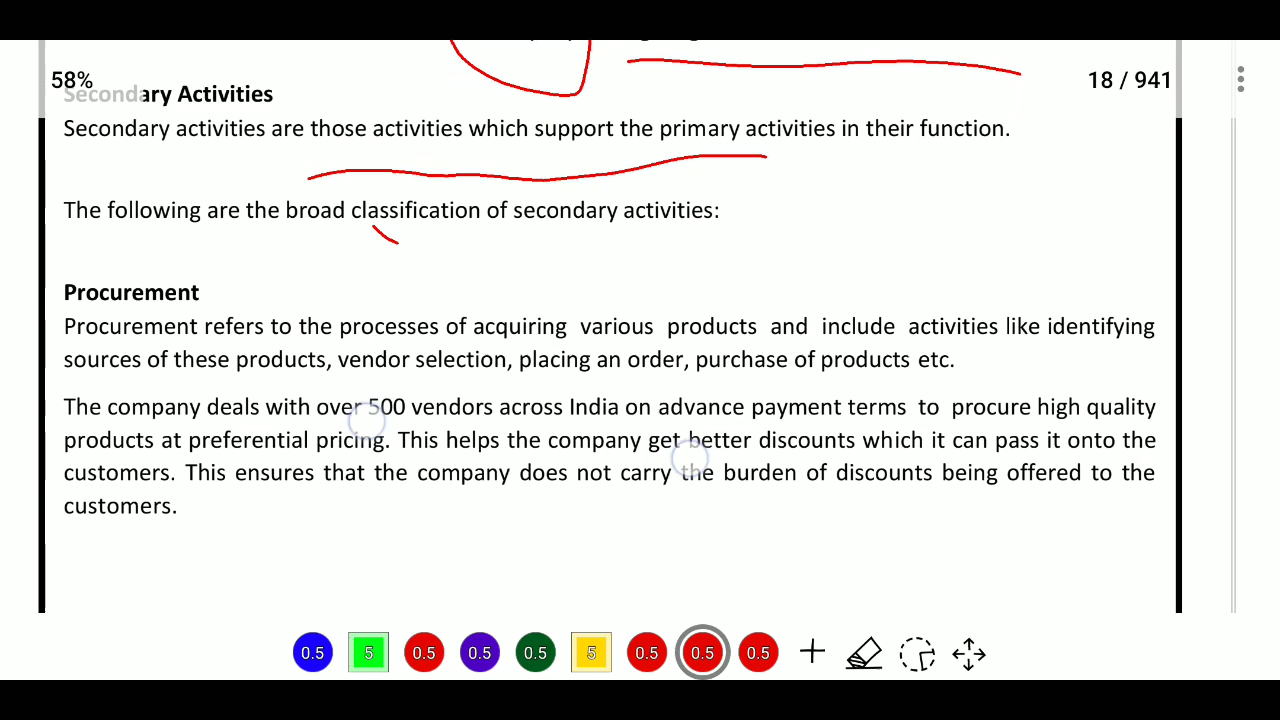 58%
18 / 941
Secondary Activities
Secondary activities are those activities which support the primary activities in their function.
The following are the broad classification of secondary activities:
Procurement
Procurement refers to the processes of acquiring various products and include activities like identifying
sources of these products, vendor selection, placing an order, purchase of products etc.
The company deals with over 500 vendors across India on advance payment terms to procure high quality
products at preferential pricing. This helps the company get better discounts which it can pass it onto the
customers. This ensures that the company does not carry the burden of discounts being offered to the
customers.
0.5 5 0.5 0.5 0.5 5 0.5 0.5 0.5